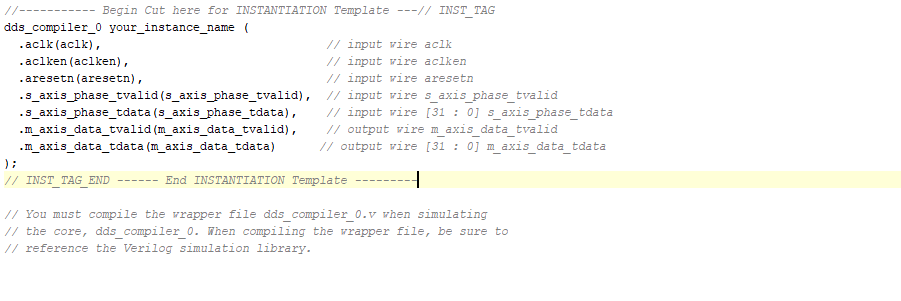 //----------- Begin Cut here for INSTANTIATION Template ---// INST_TAG
dds_compiler_0 your_instance_name (
  .aclk(aclk),                                // input wire aclk
  .aclken(aclken),                            // input wire aclken
  .aresetn(aresetn),                          // input wire aresetn
  .s_axis_phase_tvalid(s_axis_phase_tvalid),  // input wire s_axis_phase_tvalid
  .s_axis_phase_tdata(s_axis_phase_tdata),    // input wire [31 : 0] s_axis_phase_tdata
  .m_axis_data_tvalid(m_axis_data_tvalid),    // output wire m_axis_data_tvalid
  .m_axis_data_tdata(m_axis_data_tdata)      // output wire [31 : 0] m_axis_data_tdata
);
// INST_TAG_END ------ End INSTANTIATION Template ---------
// You must compile the wrapper file dds_compiler_0.v when simulating
// the core, dds_compiler_0. When compiling the wrapper file, be sure to
// reference the Verilog simulation library.